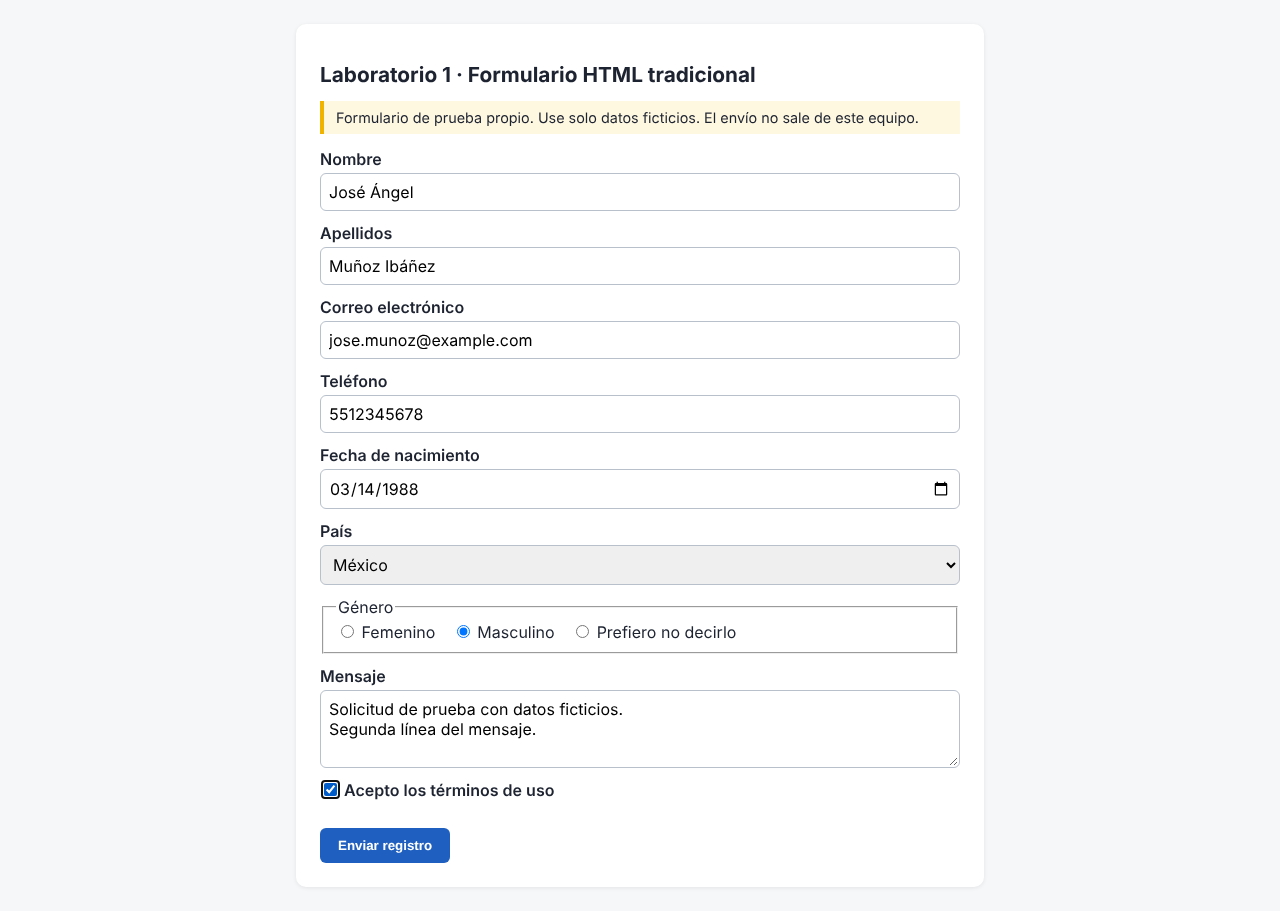 Laboratorio 1 · Formulario HTML tradicional
Formulario de prueba propio. Use solo datos ficticios. El envío no sale de este equipo.
Nombre
José Ángel
Apellidos
Muñoz Ibáñez
Correo electrónico
jose.munoz@example.com
Teléfono
5512345678
Fecha de nacimiento
03/14/1988
País
México
Género
Femenino Masculino Prefiero no decirlo
Mensaje
Solicitud de prueba con datos ficticios.
Segunda línea del mensaje.
Acepto los términos de uso
Enviar registro